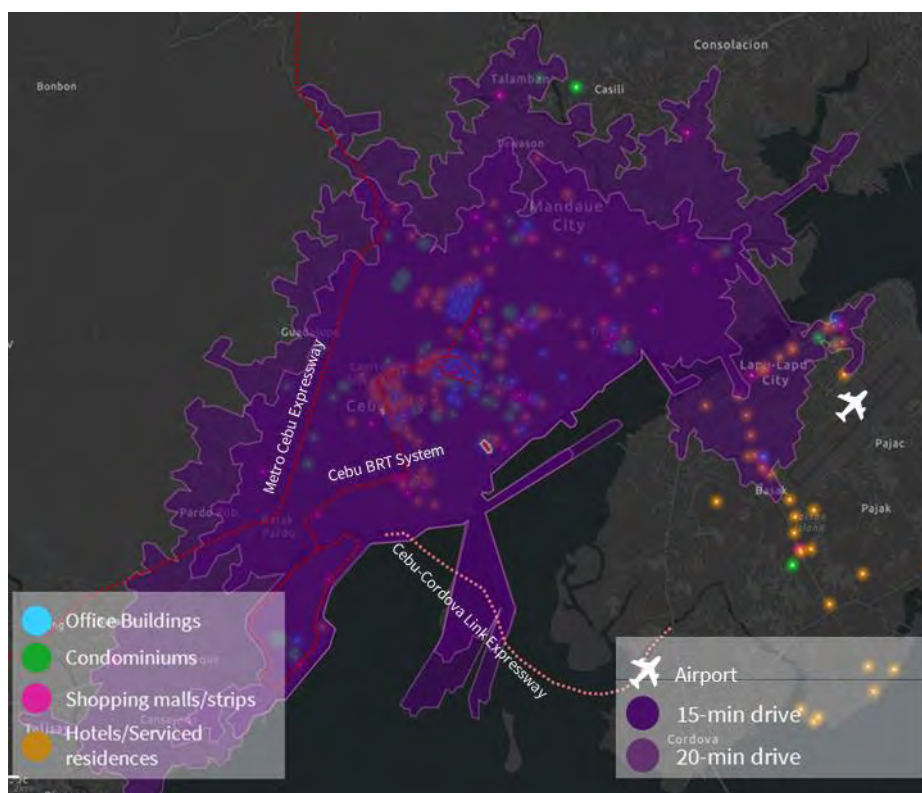 Consolacion
Bonbon
Talamban
Casili
Mandaue
City
Guadalupe
Lapu-Lapu
City
Metro Cebu Expressway
Cebu BRT System
Pajac
Basak
Pajak
Pardo
Cebu-Cordova Link Expressway
Office Buildings
Condominiums
Shopping malls/strips
Hotels/Serviced
residences
Airport
15-min drive
20-min drive
Cordova